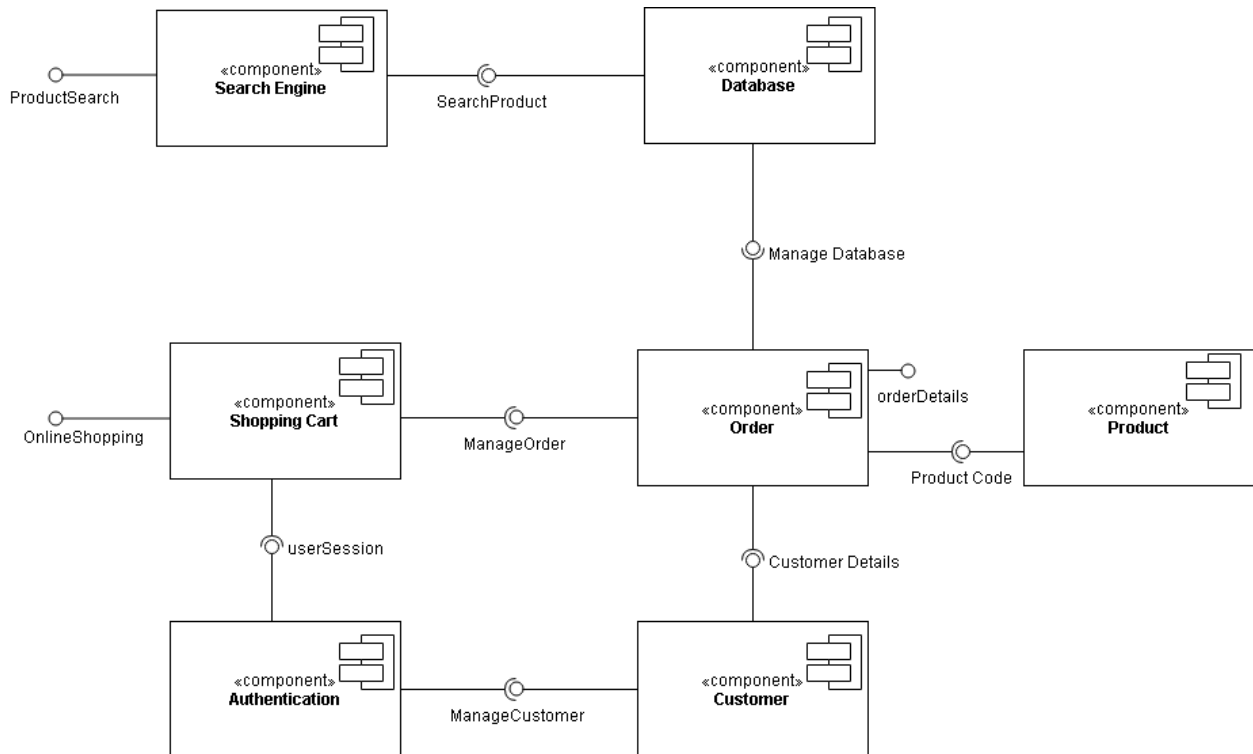 «component»
Search Engine
ProductSearch
SearchProduct
«component»
Database
Manage Database
«component»
Shopping Cart
OnlineShopping
ManageOrder
«component»
Order
orderDetails
Product Code
«component»
Product
userSession
Customer Details
«component»
Authentication
ManageCustomer
«component»
Customer